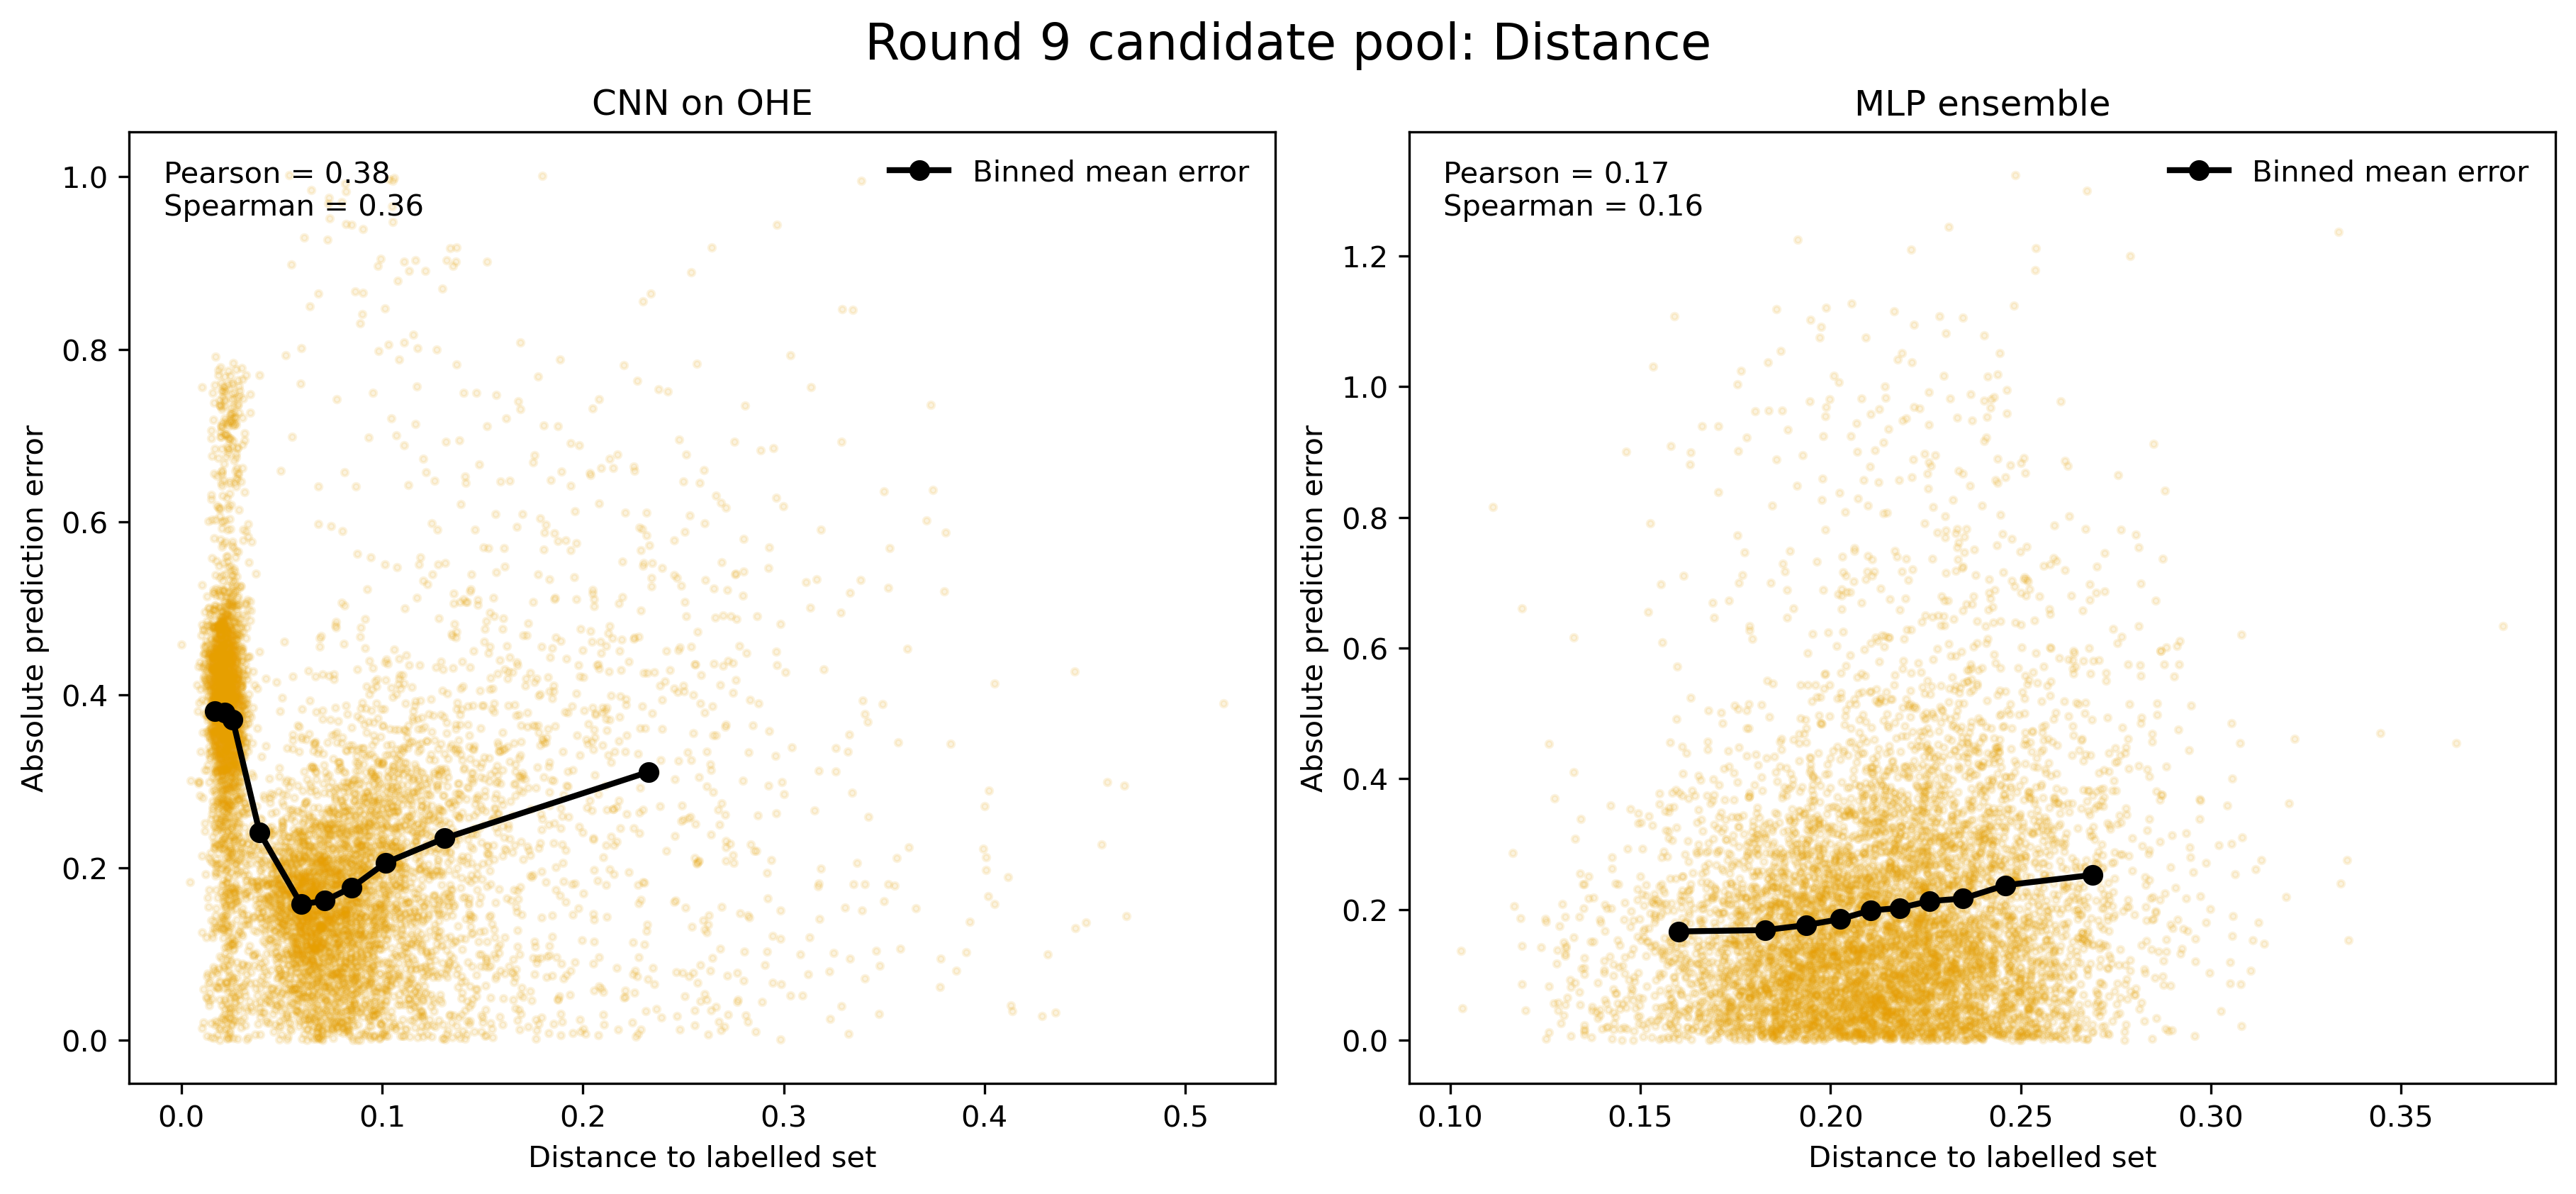 Round 9 candidate pool: Distance
CNN on OHE
Pearson = 0.38
Spearman = 0.36
Binned mean error
Absolute prediction error
1.0
0.8
0.6
0.4
0.2
0.0
0.0 0.1 0.2 0.3 0.4 0.5
Distance to labelled set
MLP ensemble
Pearson = 0.17
Spearman = 0.16
Binned mean error
Absolute prediction error
1.2
1.0
0.8
0.6
0.4
0.2
0.0
0.10 0.15 0.20 0.25 0.30 0.35
Distance to labelled set